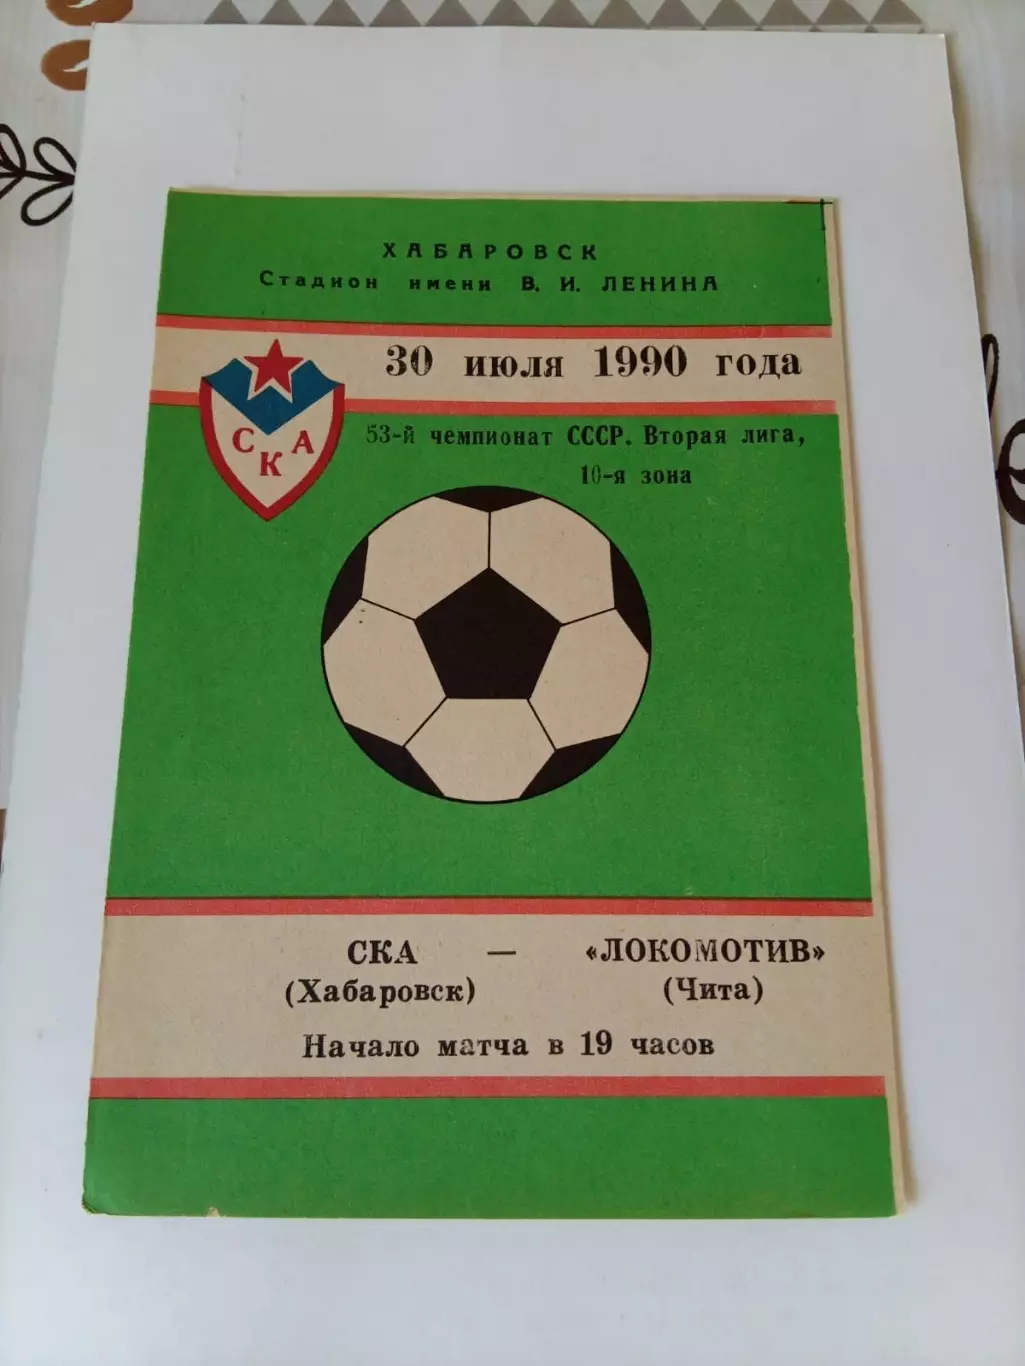 ХАБАРОВСК
Стадион имени В. И. ЛЕНИНА
30 июля 1990 года
СКА
53-й чемпионат СССР. Вторая лига,
10-я зона
СКА — «ЛОКОМОТИВ»
(Хабаровск) (Чита)
Начало матча в 19 часов